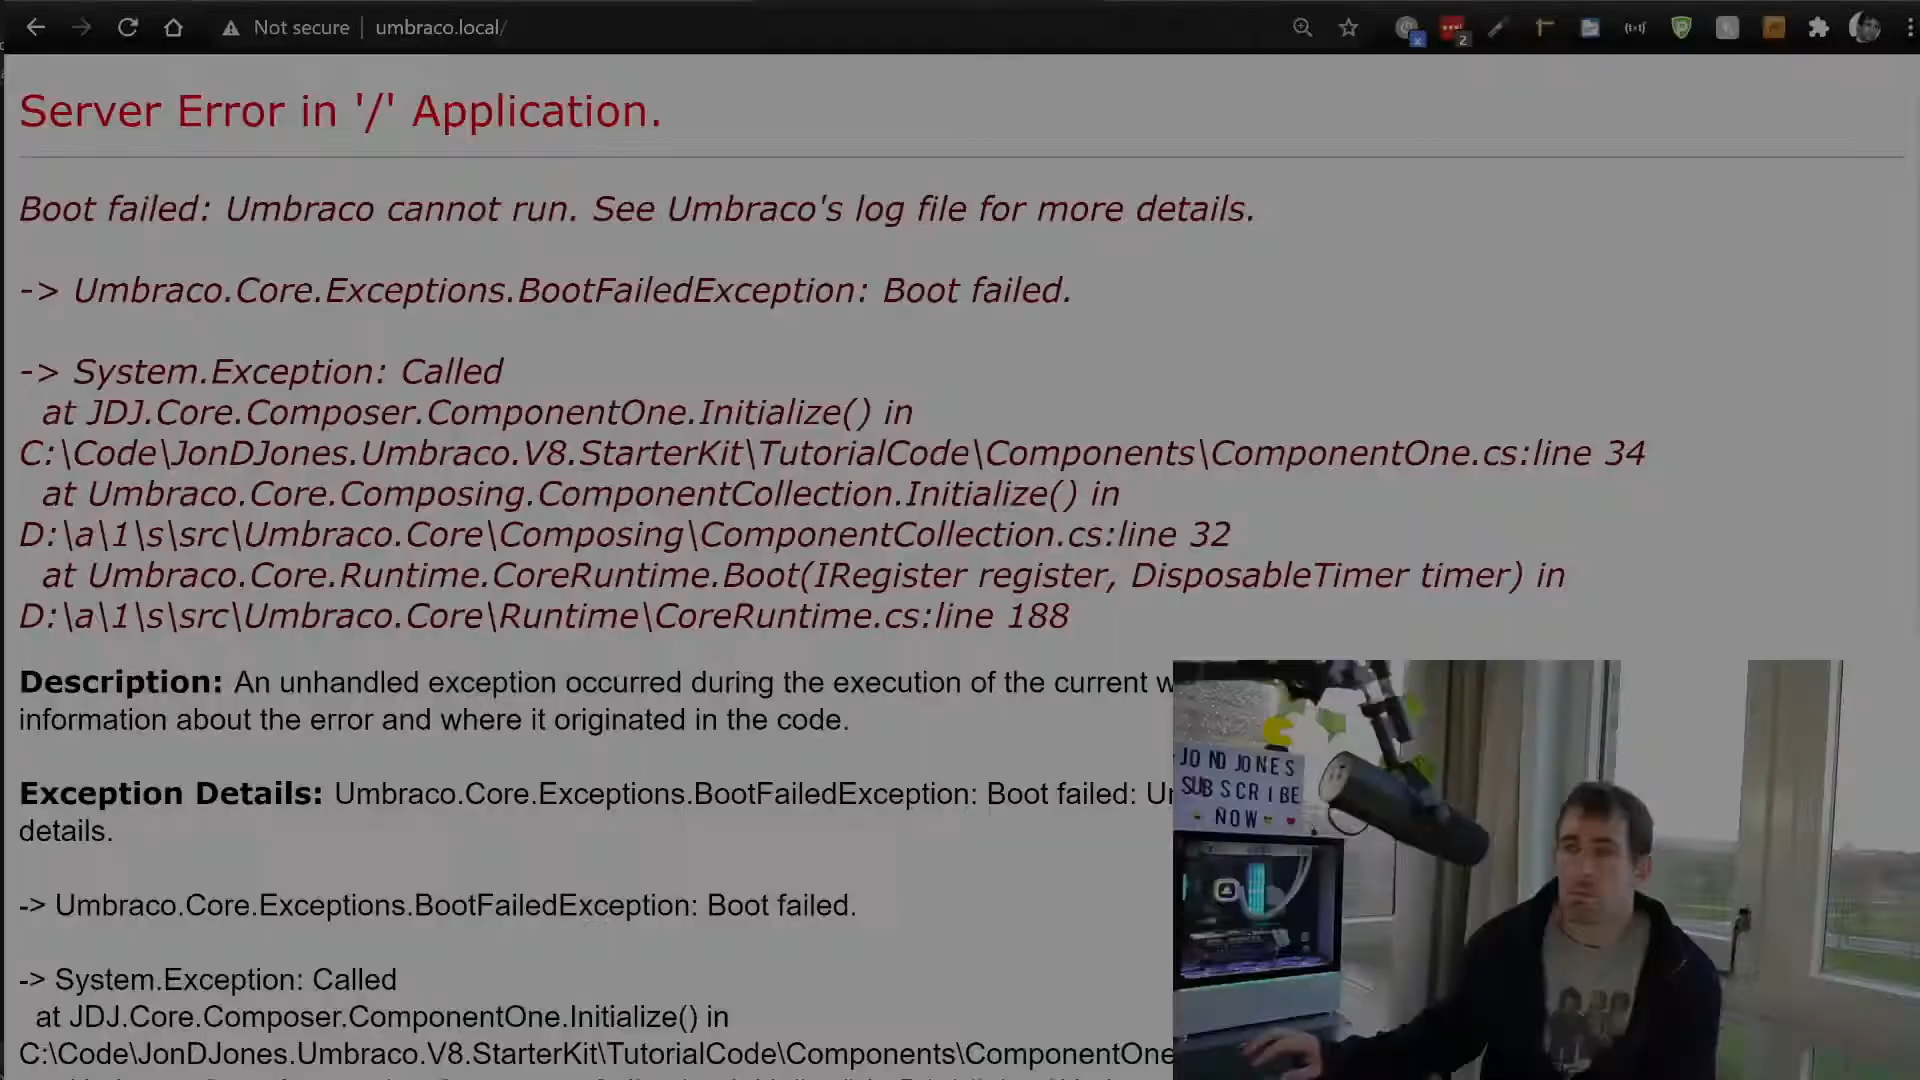 Not secure
umbraco.local/
2
Server Error in '/' Application.
Boot failed: Umbraco cannot run. See Umbraco's log file for more details.
-> Umbraco.Core.Exceptions.BootFailedException: Boot failed.
-> System.Exception: Called
at JDJ.Core.Composer.ComponentOne.Initialize() in
C:\Code\JonDJones.Umbraco.V8.StarterKit\TutorialCode\Components\ComponentOne.cs:line 34
at Umbraco.Core.Composing.ComponentCollection.Initialize() in
D:\a\1\s\src\Umbraco.Core\Composing\ComponentCollection.cs:line 32
at Umbraco.Core.Runtime.CoreRuntime.Boot(IRegister register, DisposableTimer timer) in
D:\a\1\s\src\Umbraco.Core\Runtime\CoreRuntime.cs:line 188
Description: An unhandled exception occurred during the execution of the current w
information about the error and where it originated in the code.
Exception Details: Umbraco.Core.Exceptions.BootFailedException: Boot failed:
details.
-> Umbraco.Core.Exceptions.BootFailedException: Boot failed.
-> System.Exception: Called
at JDJ.Core.Composer.ComponentOne.Initialize() in
C:\Code\JonDJones.Umbraco.V8.StarterKit\TutorialCode\Components\ComponentOne
JONDJONES
SUBSCRIBE
NOW